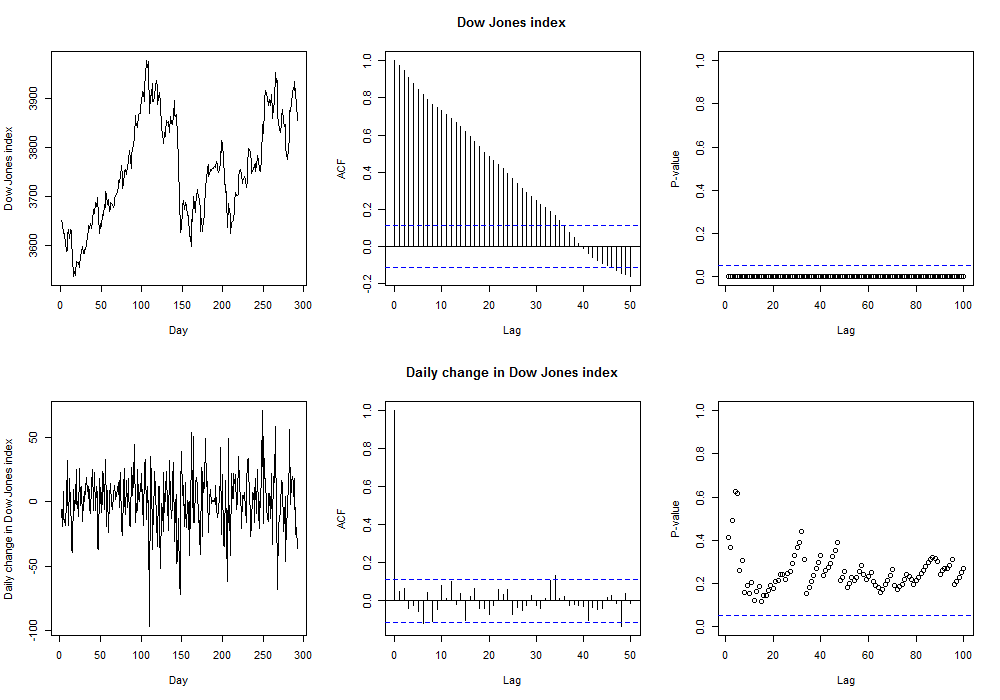 Dow Jones index
Dow Jones index
3600 3700 3800 3900
0 50 100 150 200 250 300
Day
ACF
-0.2 0.0 0.2 0.4 0.6 0.8 1.0
0 10 20 30 40 50
Lag
P-value
0.0 0.2 0.4 0.6 0.8 1.0
0 20 40 60 80 100
Lag
Daily change in Dow Jones index
Daily change in Dow Jones index
-100 -50 0 50
0 50 100 150 200 250 300
Day
ACF
0.0 0.2 0.4 0.6 0.8 1.0
0 10 20 30 40 50
Lag
P-value
0.0 0.2 0.4 0.6 0.8 1.0
0 20 40 60 80 100
Lag